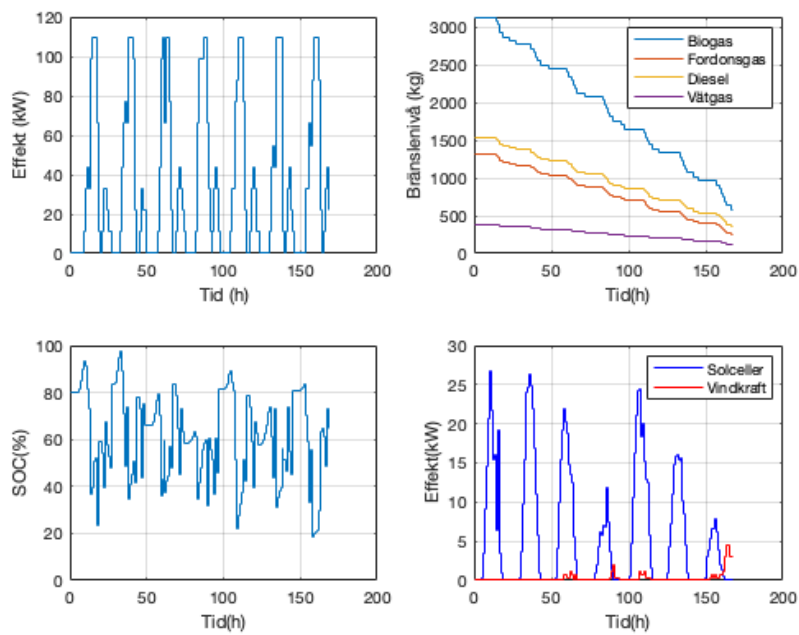 120
100
80
60
40
20
0
Effekt (kW)
0 50 100 150 200
Tid (h)
3000
2500
2000
1500
1000
500
0
Bränslenivå (kg)
Biogas
Fordonsgas
Diesel
Vätgas
0 50 100 150 200
Tid(h)
100
80
60
40
20
0
SOC(%)
0 50 100 150 200
Tid(h)
30
25
20
15
10
5
0
Effekt(kW)
Solceller
Vindkraft
0 50 100 150 200
Tid(h)